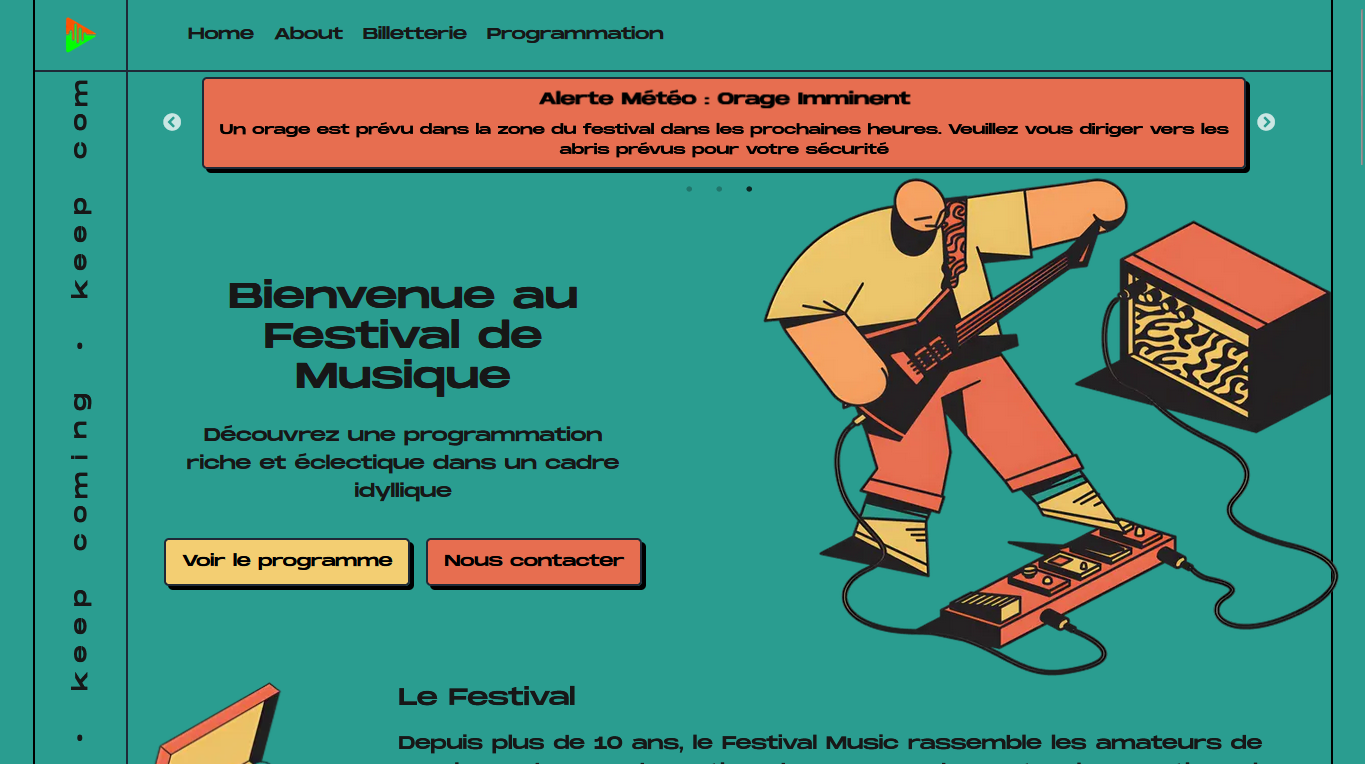 Home About Billetterie Programmation
Alerte Météo : Orage Imminent
Un orage est prévu dans la zone du festival dans les prochaines heures. Veuillez vous diriger vers les
abris prévus pour votre sécurité
Bienvenue au
Festival de
Musique
Découvrez une programmation
riche et éclectique dans un cadre
idyllique
Voir le programme
Nous contacter
• keep coming • keep com
Le Festival
Depuis plus de 10 ans, le Festival Music rassemble les amateurs de